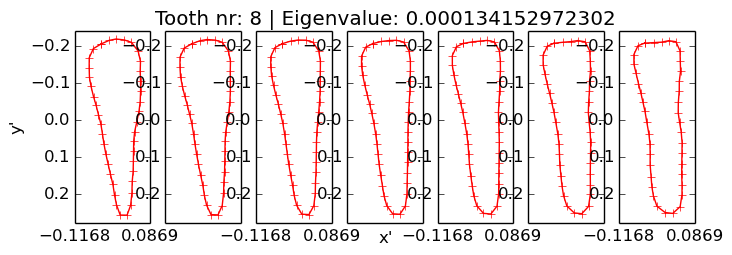 Tooth nr: 8 | Eigenvalue: 0.000134152972302
−0.2 −0.2 −0.2 −0.2 −0.2 −0.2 −0.2
−0.1 −0.1 −0.1 −0.1 −0.1 −0.1 −0.1
y' 0.0 0.0 0.0 0.0 0.0 0.0 0.0
0.1 0.1 0.1 0.1 0.1 0.1 0.1
0.2 0.2 0.2 0.2 0.2 0.2 0.2
−0.1168 0.0869 −0.1168 0.0869 −0.1168 0.0869 −0.1168 0.0869
x'